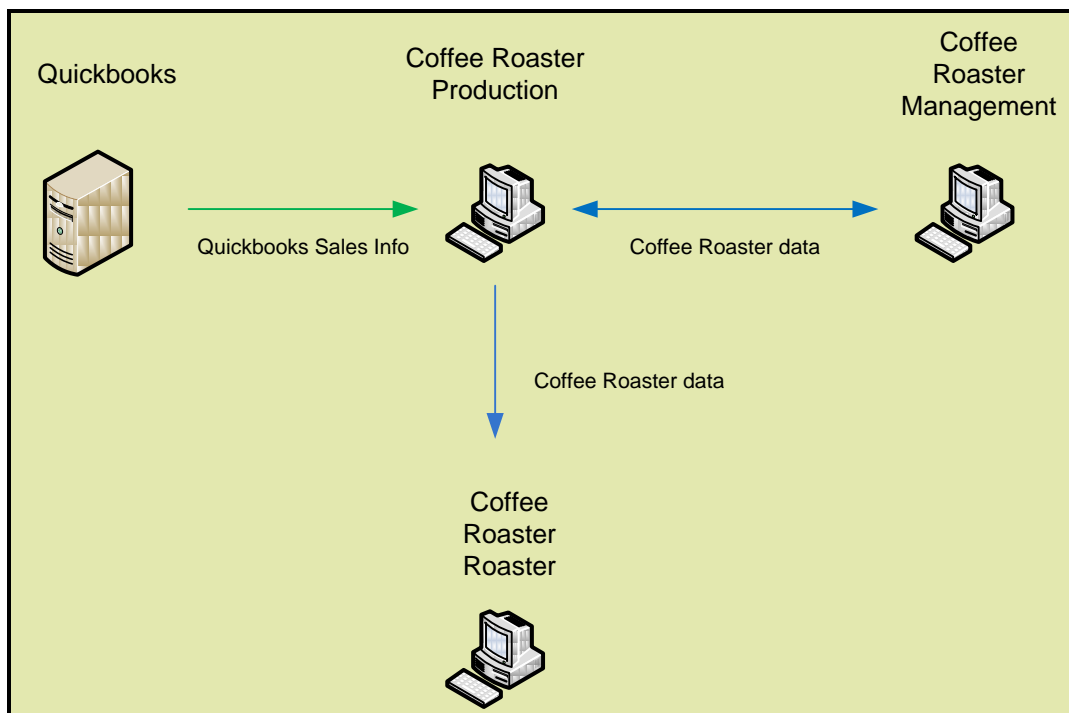 Quickbooks
Coffee Roaster
Production
Coffee
Roaster
Management
Quickbooks Sales Info
Coffee Roaster data
Coffee Roaster data
Coffee
Roaster
Roaster